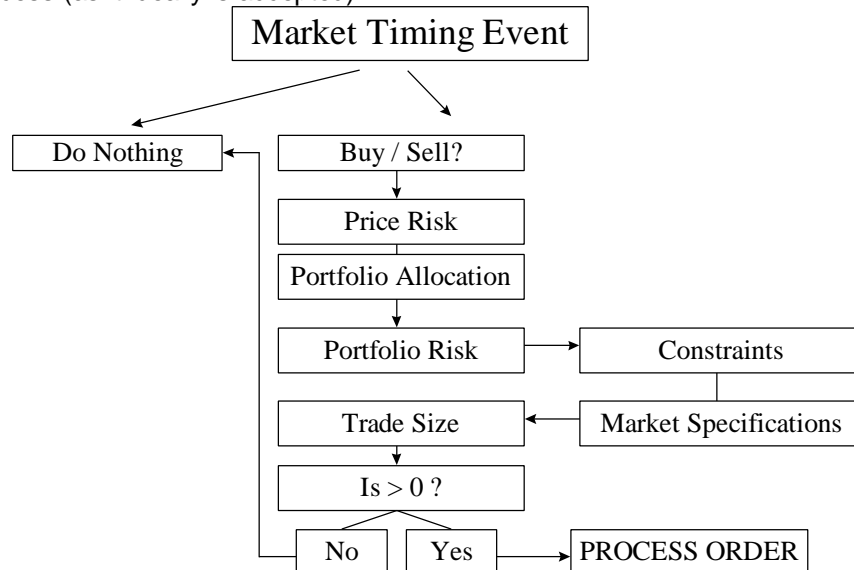 Market Timing Event
Do Nothing
Buy / Sell?
Price Risk
Portfolio Allocation
Portfolio Risk
Constraints
Trade Size
Market Specifications
Is > 0 ?
No
Yes
PROCESS ORDER